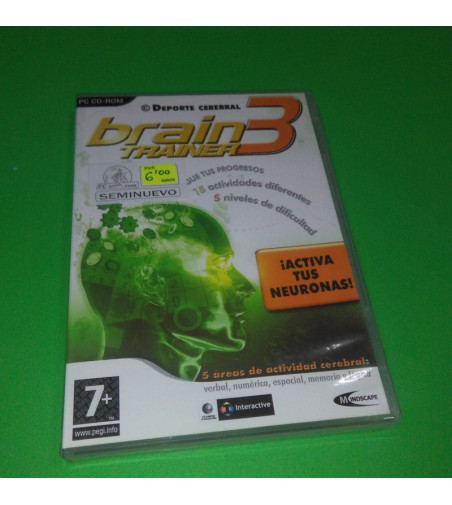 PC CD-ROM
© DEPORTE CEREBRAL
brain 3
TRAINER
6'00
SEMINUEVO
TUS PROGRESOS
15 actividades diferentes
5 niveles de dificultad
¡ACTIVA
TUS
NEURONAS!
5 áreas de actividad cerebral:
verbal, numérica, espacial, memoria
7+
www.pegi.info
Interactive
MINDSCAPE